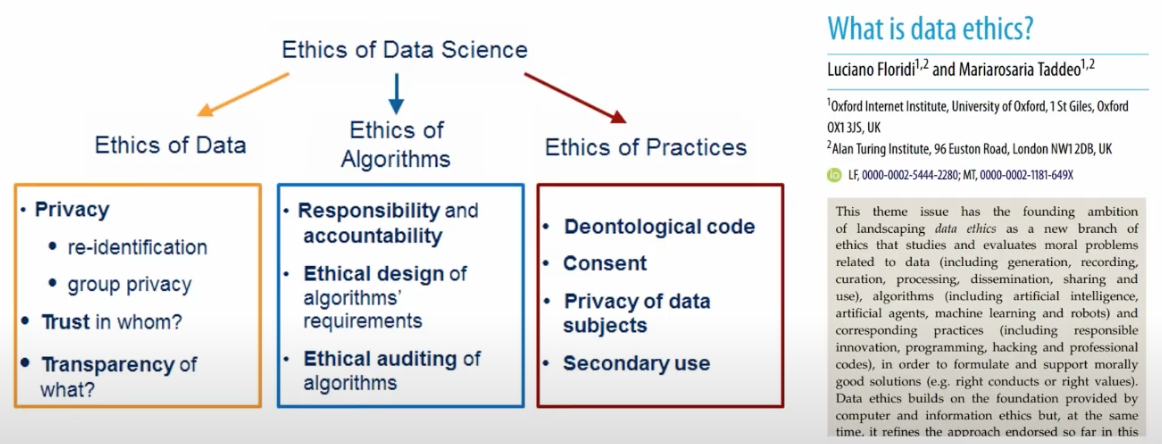 Ethics of Data Science
Ethics of Data
• Privacy
• re-identification
• group privacy
• Trust in whom?
• Transparency of
what?
Ethics of
Algorithms
• Responsibility and
accountability
• Ethical design of
algorithms'
requirements
• Ethical auditing of
algorithms
Ethics of Practices
• Deontological code
• Consent
• Privacy of data
subjects
• Secondary use
What is data ethics?
Luciano Floridi1,2 and Mariarosaria Taddeo1,2
1Oxford Internet Institute, University of Oxford, 1 St Giles, Oxford
OX1 3JS, UK
2Alan Turing Institute, 96 Euston Road, London NW1 2DB, UK
iD LF, 0000-0002-5444-2280; MT, 0000-0002-1181-649X
This theme issue has the founding ambition
of landscaping data ethics as a new branch of
ethics that studies and evaluates moral problems
related to data (including generation, recording,
curation, processing, dissemination, sharing and
use), algorithms (including artificial intelligence,
artificial agents, machine learning and robots) and
corresponding practices (including responsible
innovation, programming, hacking and professional
codes), in order to formulate and support morally
good solutions (e.g. right conducts or right values).
Data ethics builds on the foundation provided by
computer and information ethics but, at the same
time, it refines the approach endorsed so far in this